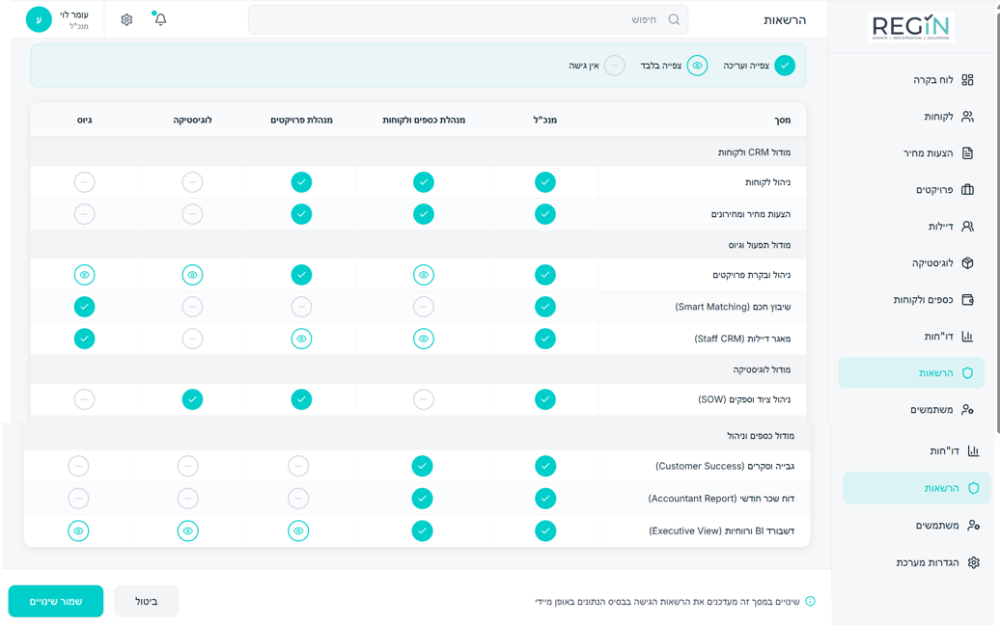 REGIN
EVENTS | REGISTRATION | SOLUTIONS
הרשאות
חיפוש
עומר לוי
מנכ"ל
ע
לוח בקרה
לקוחות
הצעות מחיר
פרויקטים
דיילות
לוגיסטיקה
כספים ולקוחות
דו"חות
הרשאות
משתמשים
דו"חות
הרשאות
משתמשים
הגדרות מערכת
צפייה ועריכה
צפייה בלבד
אין גישה
מסך מנכ"ל מנהלת כספים ולקוחות מנהלת פרויקטים לוגיסטיקה גיוס
מודול CRM ולקוחות
ניהול לקוחות
הצעות מחיר ומחירונים
מודול תפעול וגיוס
ניהול ובקרת פרויקטים
שיבוץ חכם (Smart Matching)
מאגר דיילות (Staff CRM)
מודול לוגיסטיקה
ניהול ציוד וספקים (SOW)
מודול כספים וניהול
גבייה וסקרים (Customer Success)
דוח שכר חודשי (Accountant Report)
דשבורד BI ורווחיות (Executive View)
שינויים במסך זה מעדכנים את הרשאות הגישה בבסיס הנתונים באופן מיידי
ביטול
שמור שינויים